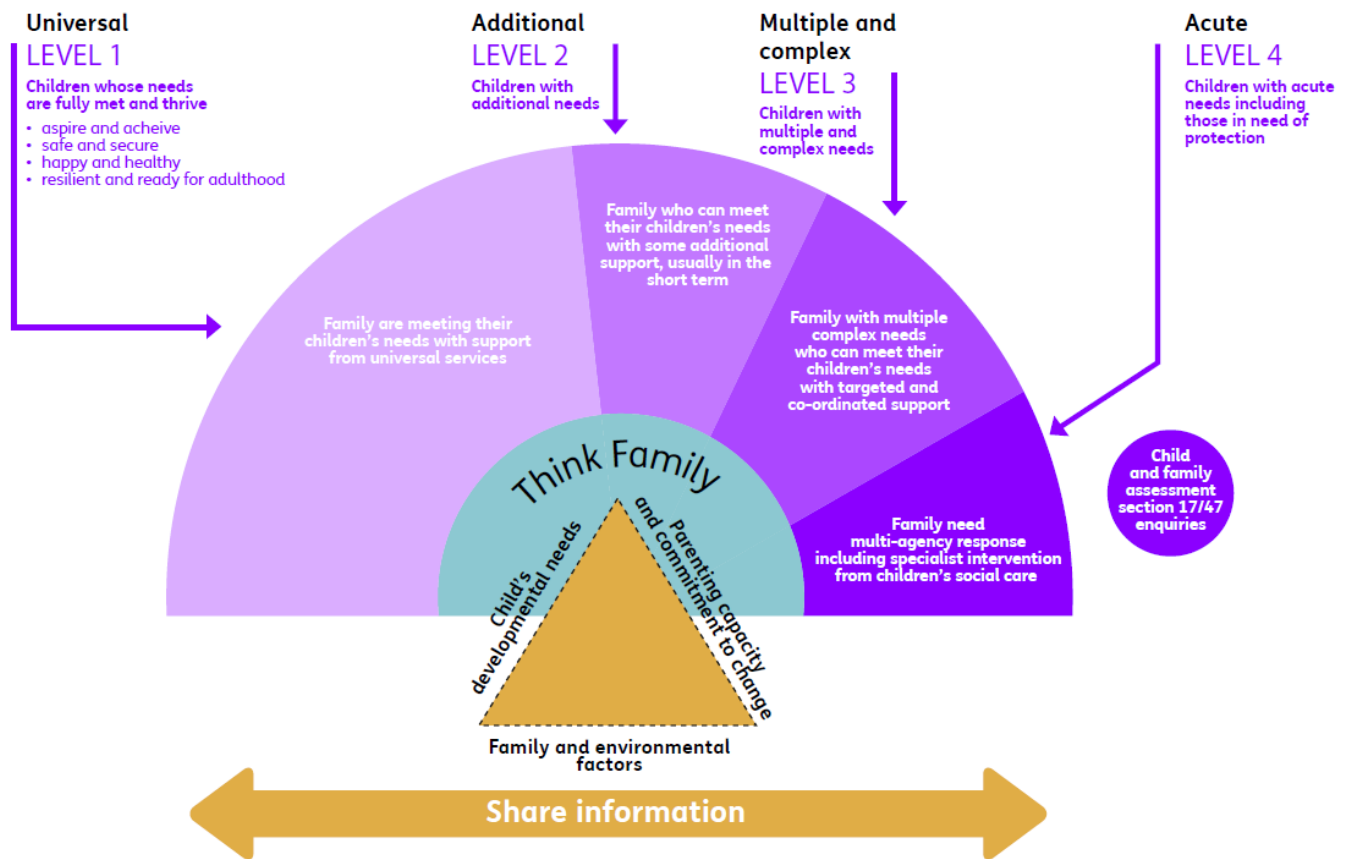 Universal
LEVEL 1
Children whose needs
are fully met and thrive
• aspire and acheive
• safe and secure
• happy and healthy
• resilient and ready for adulthood
Additional
LEVEL 2
Children with
additional needs
Multiple and
complex
LEVEL 3
Children with
multiple and
complex needs
Acute
LEVEL 4
Children with acute
needs including
those in need of
protection
Family are meeting their
children's needs with support
from universal services
Family who can meet
their children's needs
with some additional
support, usually in the
short term
Family with multiple
complex needs
who can meet their
children's needs
with targeted and
co-ordinated support
Family need
multi-agency response
including specialist intervention
from children's social care
Child
and family
assessment
section 17/47
enquiries
Think Family
Child's
developmental needs
Parenting capacity
and commitment to change
Family and environmental
factors
Share information